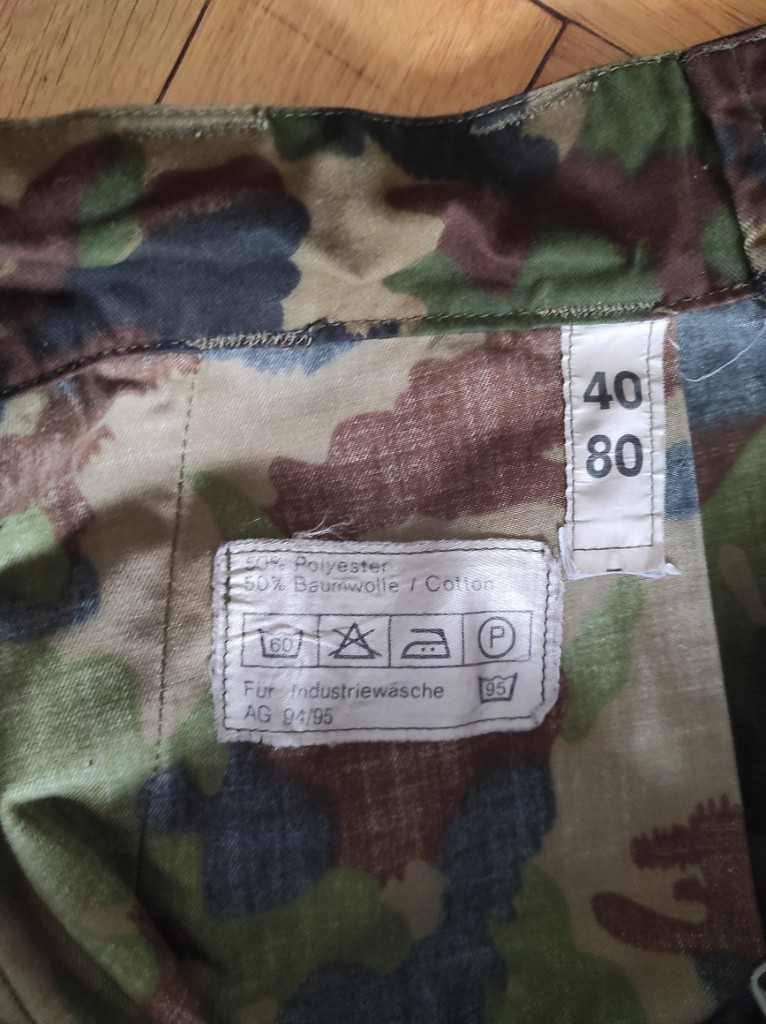 40
80
50% Polyester
50% Baumwolle / Cotton
60
P
Für Industriewäsche 95
AG 94/95